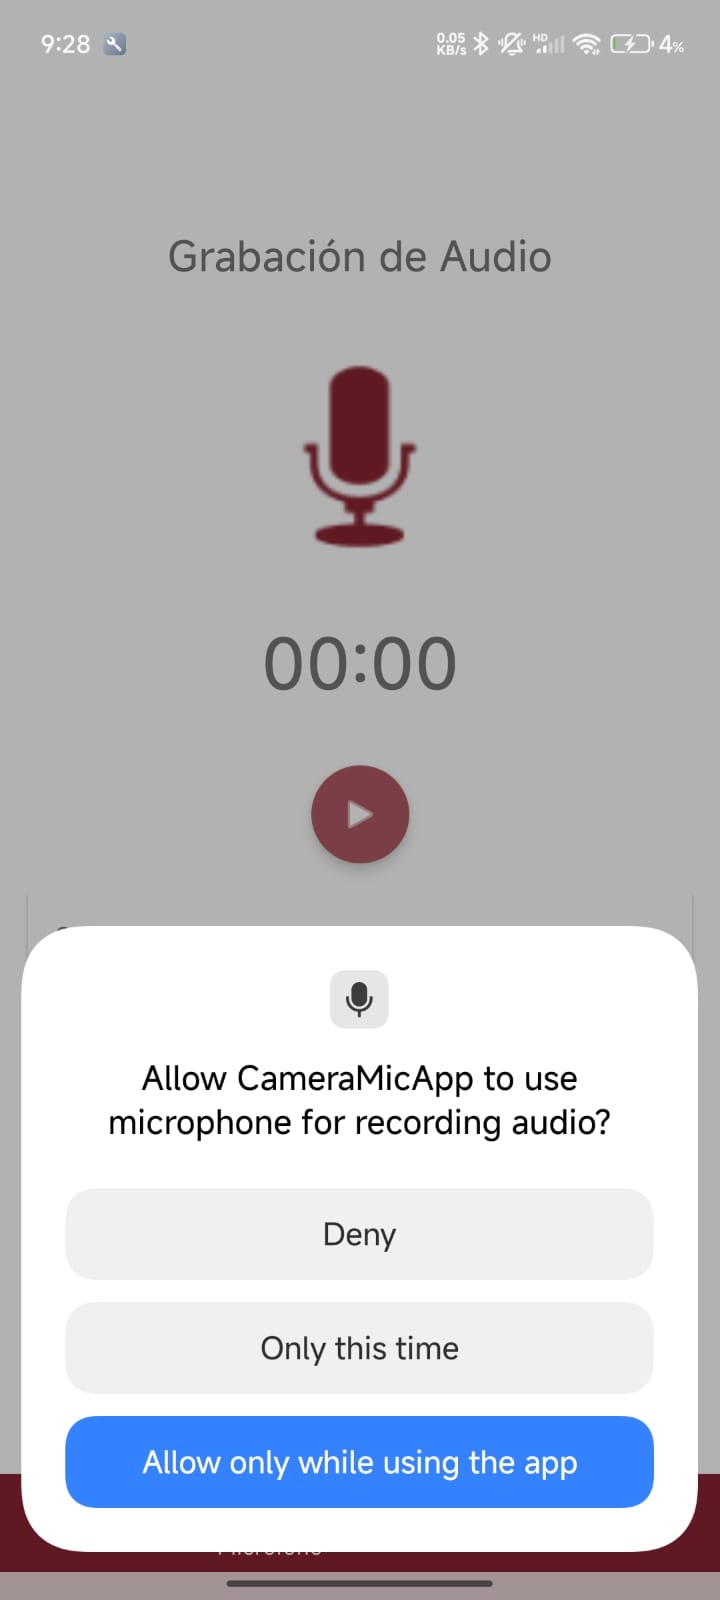 9:28
0.05
KB/s
HD
4%
Grabación de Audio
00:00
Allow CameraMicApp to use
microphone for recording audio?
Deny
Only this time
Allow only while using the app